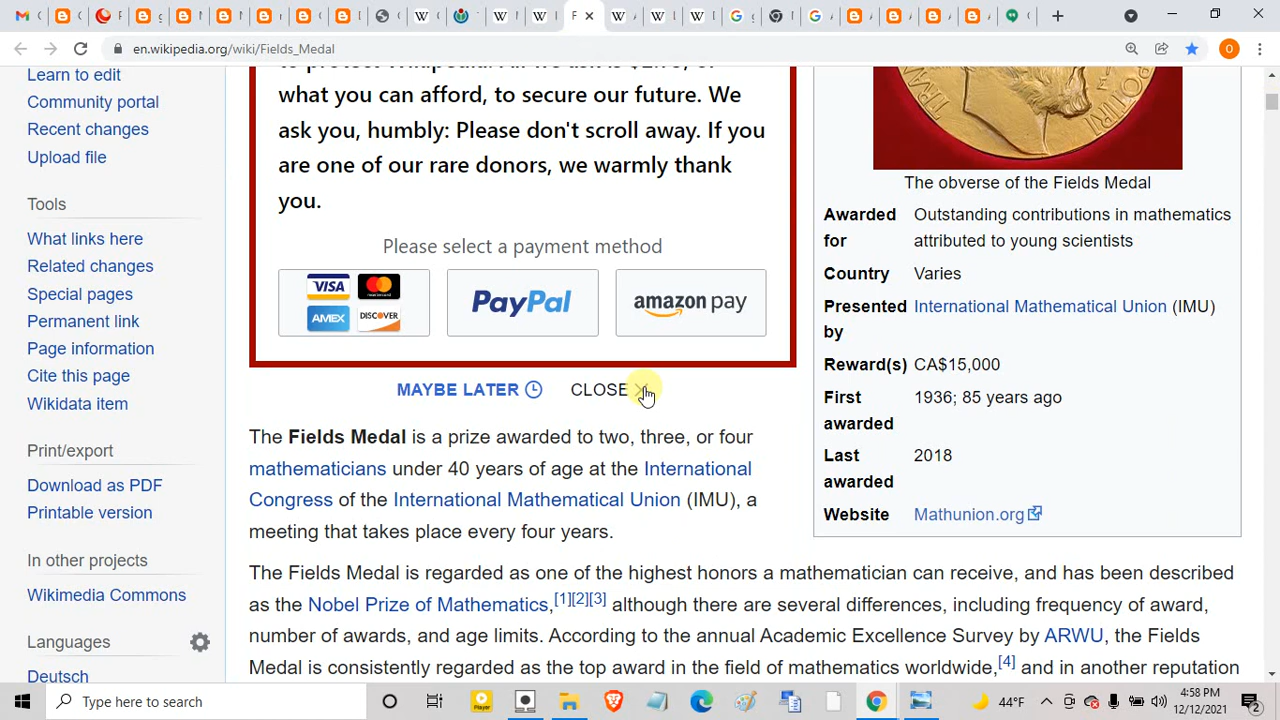 en.wikipedia.org/wiki/Fields_Medal
Learn to edit
Community portal
Recent changes
Upload file
Tools
What links here
Related changes
Special pages
Permanent link
Page information
Cite this page
Wikidata item
Print/export
Download as PDF
Printable version
In other projects
Wikimedia Commons
Languages
Deutsch
what you can afford, to secure our future. We
ask you, humbly: Please don't scroll away. If you
are one of our rare donors, we warmly thank
you.
Please select a payment method
VISA
mastercard
AMEX
DISCOVER
PayPal
amazon pay
MAYBE LATER
CLOSE
The Fields Medal is a prize awarded to two, three, or four
mathematicians under 40 years of age at the International
Congress of the International Mathematical Union (IMU), a
meeting that takes place every four years.
The Fields Medal is regarded as one of the highest honors a mathematician can receive, and has been described
as the Nobel Prize of Mathematics,[1][2][3] although there are several differences, including frequency of award,
number of awards, and age limits. According to the annual Academic Excellence Survey by ARWU, the Fields
Medal is consistently regarded as the top award in the field of mathematics worldwide,[4] and in another reputation
The obverse of the Fields Medal
Awarded for Outstanding contributions in mathematics
attributed to young scientists
Country Varies
Presented by International Mathematical Union (IMU)
Reward(s) CA$15,000
First awarded 1936; 85 years ago
Last awarded 2018
Website Mathunion.org
Type here to search
Player
44°F
4:58 PM
12/12/2021
2